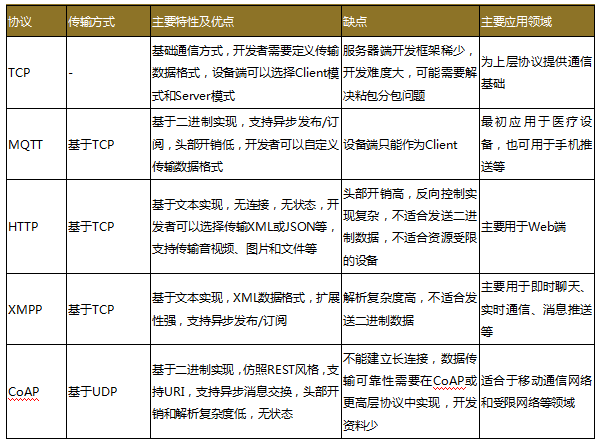 协议
传输方式
主要特性及优点
缺点
主要应用领域
TCP
-
基础通信方式，开发者需要定义传输
数据格式，设备端可以选择Client模
式和Server模式
服务器端开发框架稀少，
开发难度大，可能需要解
决粘包分包问题
为上层协议提供通信
基础
MQTT
基于TCP
基于二进制实现，支持异步发布/订
阅，头部开销低，开发者可以自定义
传输数据格式
设备端只能作为Client
最初应用于医疗设
备，也可用于手机推
送等
HTTP
基于TCP
基于文本实现，无连接，无状态，开
发者可以选择传输XML或JSON等，
支持传输音视频、图片和文件等
头部开销高，反向控制实
现复杂，不适合发送二进
制数据，不适合资源受限
的设备
主要用于Web端
XMPP
基于TCP
基于文本实现，XML数据格式，扩展
性强，支持异步发布/订阅
解析复杂度高，不适合发
送二进制数据
主要用于即时聊天、
实时通信、消息推送
等
CoAP
基于UDP
基于二进制实现，仿照REST风格，支
持URI，支持异步消息交换，头部开
销和解析复杂度低，无状态
不能建立长连接，数据传
输可靠性需要在CoAP或
更高层协议中实现，开发
资料少
适合于移动通信网络
和受限网络等领域